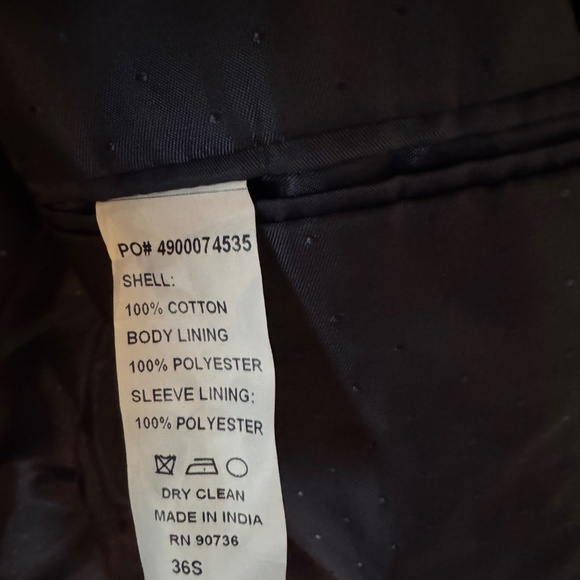 PO# 4900074535
SHELL:
100% COTTON
BODY LINING
100% POLYESTER
SLEEVE LINING:
100% POLYESTER
DRY CLEAN
MADE IN INDIA
RN 90736
36S